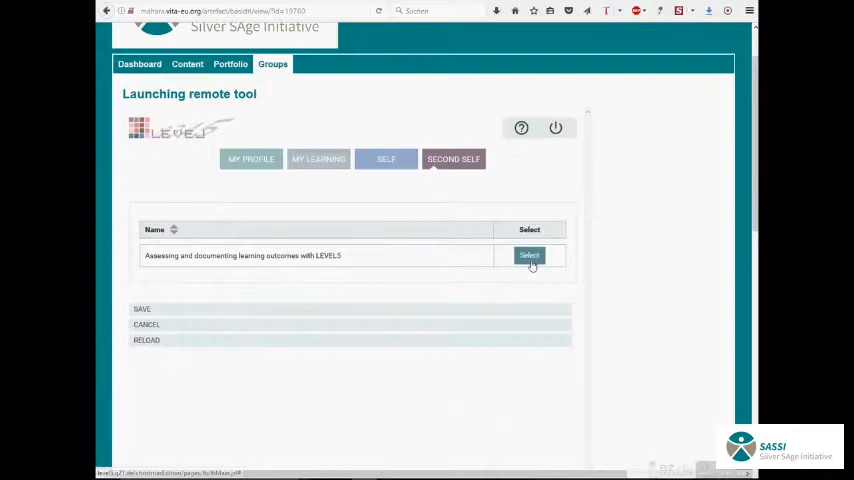 mahara.vita-eu.org/artefact/basidti/view/?id=19760
Suchen
Silver SAge Initiative
Dashboard Content Portfolio Groups
Launching remote tool
LEVEL5
MY PROFILE MY LEARNING SELF SECOND SELF
Name Select
Assessing and documenting learning outcomes with LEVEL5 Select
SAVE
CANCEL
RELOAD
SASSI
Silver SAge Initiative